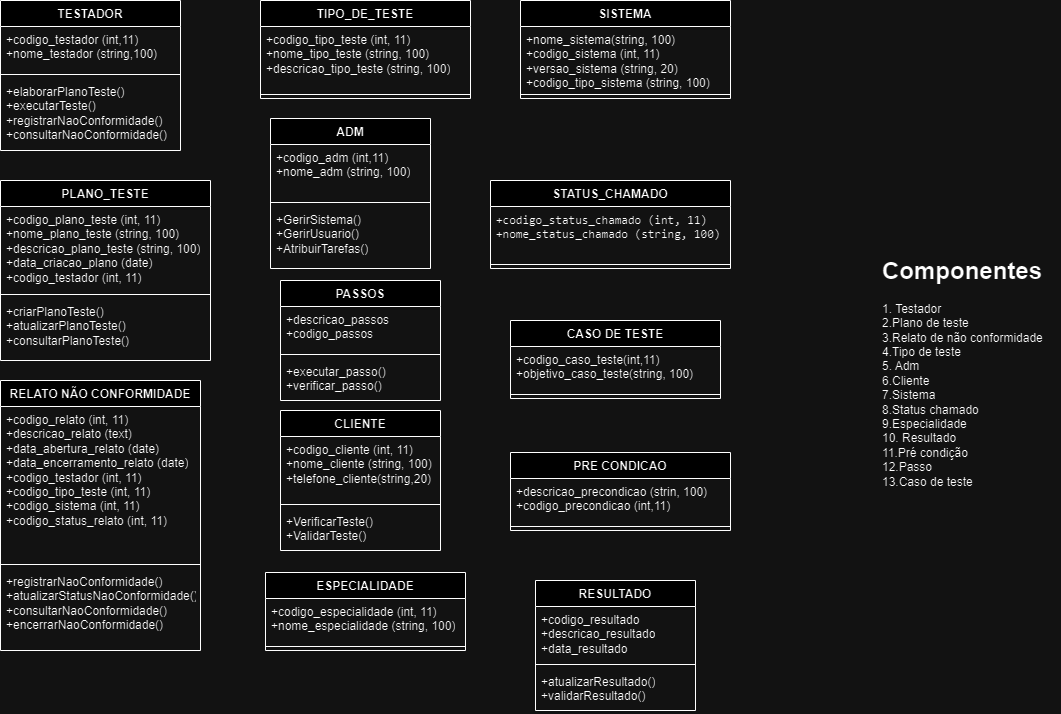 TESTADOR
+codigo_testador (int,11)
+nome_testador (string,100)
+elaborarPlanoTeste()
+executarTeste()
+registrarNaoConformidade()
+consultarNaoConformidade()
PLANO_TESTE
+codigo_plano_teste (int, 11)
+nome_plano_teste (string, 100)
+descricao_plano_teste (string, 100)
+data_criacao_plano (date)
+codigo_testador (int, 11)
+criarPlanoTeste()
+atualizarPlanoTeste()
+consultarPlanoTeste()
RELATO NÃO CONFORMIDADE
+codigo_relato (int, 11)
+descricao_relato (text)
+data_abertura_relato (date)
+data_encerramento_relato (date)
+codigo_testador (int, 11)
+codigo_tipo_teste (int, 11)
+codigo_sistema (int, 11)
+codigo_status_relato (int, 11)
+registrarNaoConformidade()
+atualizarStatusNaoConformidade()
+consultarNaoConformidade()
+encerrarNaoConformidade()
TIPO_DE_TESTE
+codigo_tipo_teste (int, 11)
+nome_tipo_teste (string, 100)
+descricao_tipo_teste (string, 100)
ADM
+codigo_adm (int,11)
+nome_adm (string, 100)
+GerirSistema()
+GerirUsuario()
+AtribuirTarefas()
PASSOS
+descricao_passos
+codigo_passos
+executar_passo()
+verificar_passo()
CLIENTE
+codigo_cliente (int, 11)
+nome_cliente (string, 100)
+telefone_cliente(string,20)
+VerificarTeste()
+ValidarTeste()
ESPECIALIDADE
+codigo_especialidade (int, 11)
+nome_especialidade (string, 100)
SISTEMA
+nome_sistema(string, 100)
+codigo_sistema (int, 11)
+versao_sistema (string, 20)
+codigo_tipo_sistema (string, 100)
STATUS_CHAMADO
+codigo_status_chamado (int, 11)
+nome_status_chamado (string, 100)
CASO DE TESTE
+codigo_caso_teste(int,11)
+objetivo_caso_teste(string, 100)
PRE CONDICAO
+descricao_precondicao (strin, 100)
+codigo_precondicao (int,11)
RESULTADO
+codigo_resultado
+descricao_resultado
+data_resultado
+atualizarResultado()
+validarResultado()
Componentes
1. Testador
2.Plano de teste
3.Relato de não conformidade
4.Tipo de teste
5. Adm
6.Cliente
7.Sistema
8.Status chamado
9.Especialidade
10. Resultado
11.Pré condição
12.Passo
13.Caso de teste